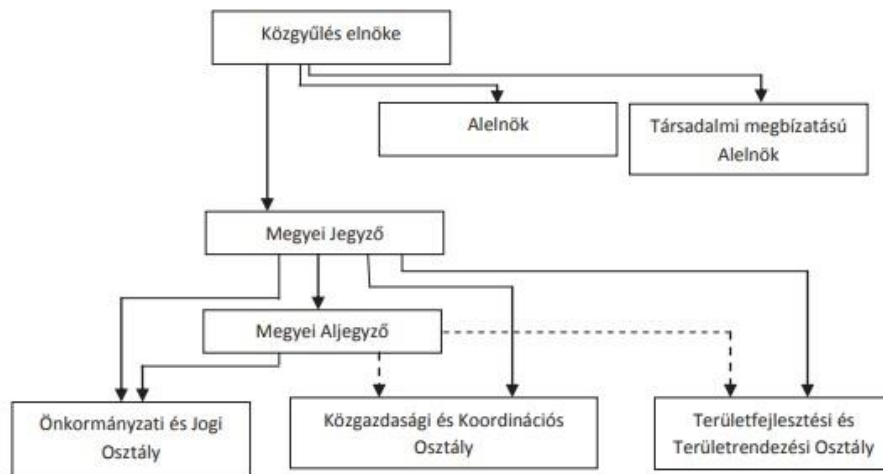 Közgyűlés elnöke
Alelnök
Társadalmi megbízatású
Alelnök
Megyei Jegyző
Megyei Aljegyző
Önkormányzati és Jogi
Osztály
Közgazdasági és Koordinációs
Osztály
Területfejlesztési és
Területrendezési Osztály